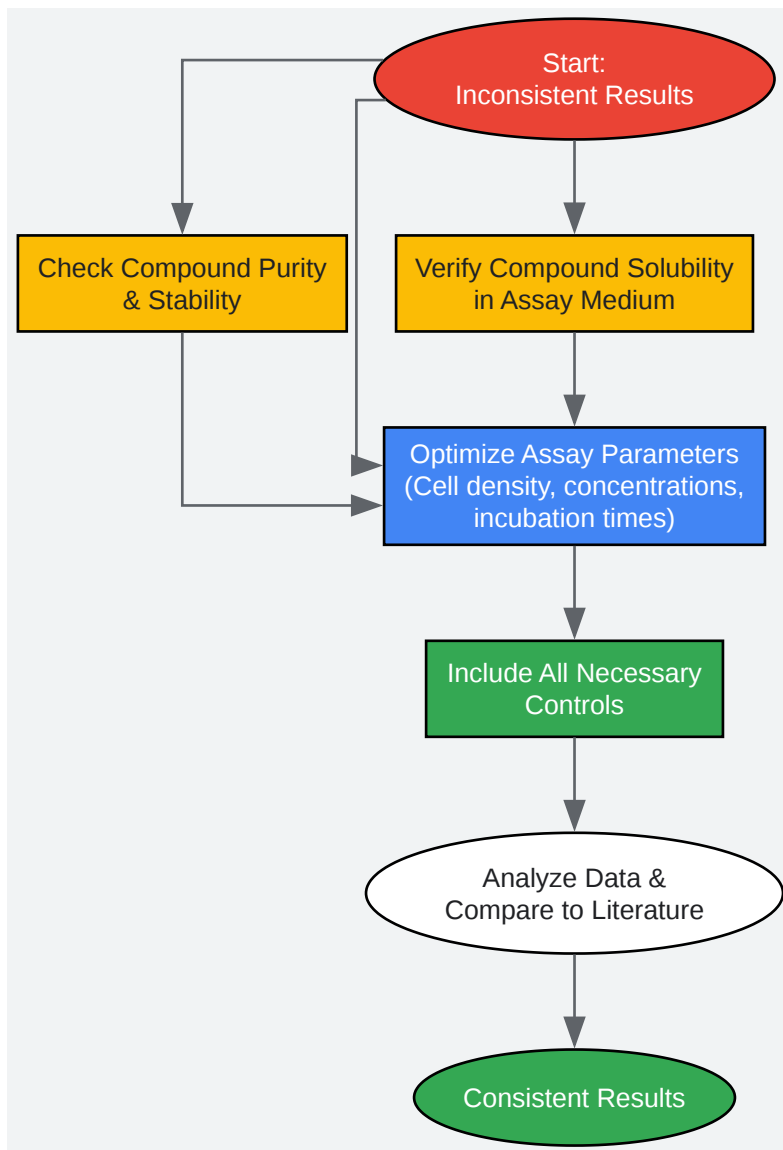 Start:
Inconsistent Results
Check Compound Purity
& Stability
Verify Compound Solubility
in Assay Medium
Optimize Assay Parameters
(Cell density, concentrations,
incubation times)
Include All Necessary
Controls
Analyze Data &
Compare to Literature
Consistent Results